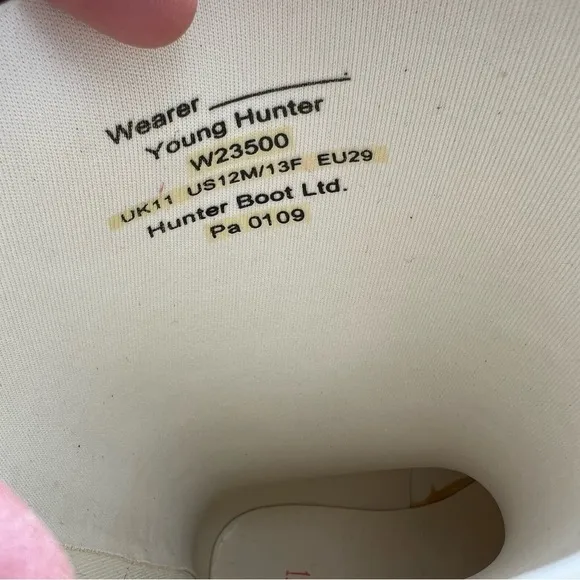 Wearer
Young Hunter
W23500
UK11 US12M/13F EU29
Hunter Boot Ltd.
Pa 0109